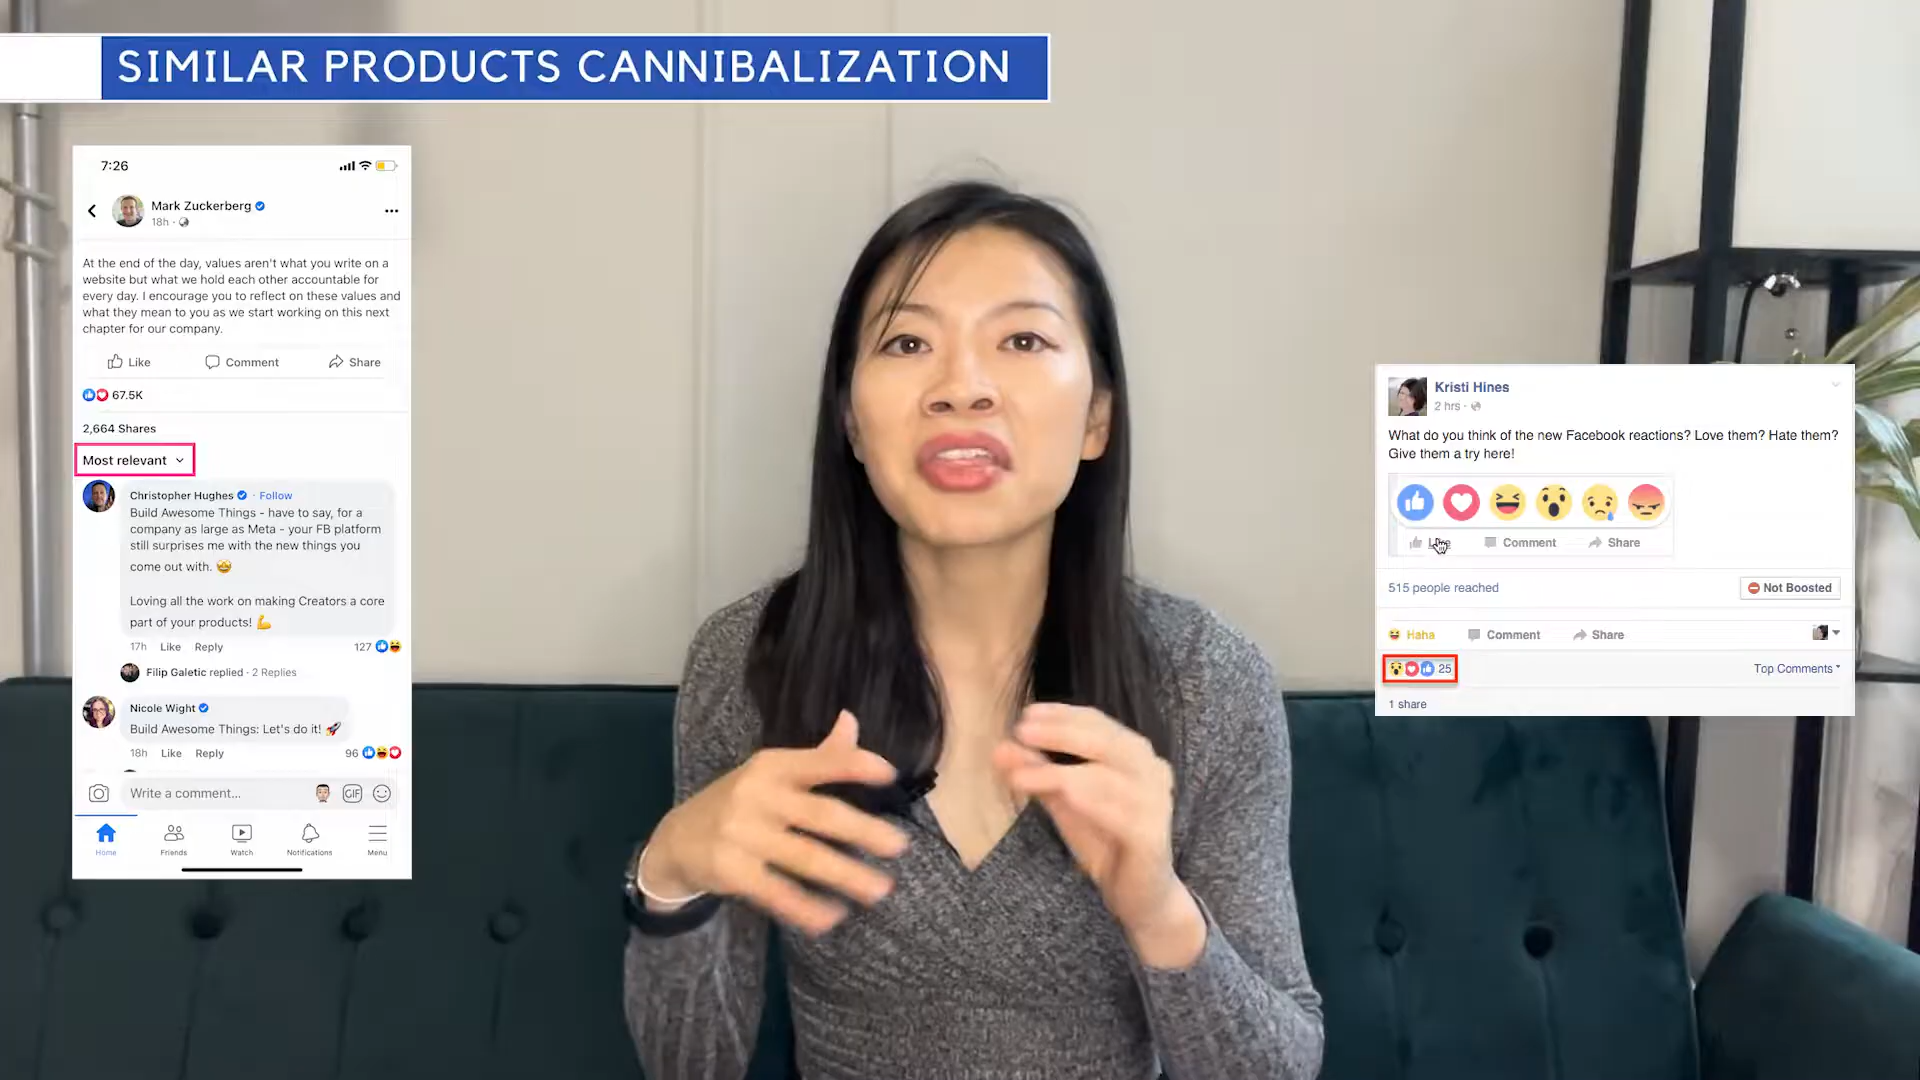 SIMILAR PRODUCTS CANNIBALIZATION
7:26
Mark Zuckerberg
18h ·
At the end of the day, values aren't what you write on a
website but what we hold each other accountable for
every day. I encourage you to reflect on these values and
what they mean to you as we start working on this next
chapter for our company.
Like Comment Share
67.5K
2,664 Shares
Most relevant
Christopher Hughes · Follow
Build Awesome Things - have to say, for a
company as large as Meta - your FB platform
still surprises me with the new things you
come out with.
Loving all the work on making Creators a core
part of your products!
17h Like Reply 127
Filip Galetic replied · 2 Replies
Nicole Wight
Build Awesome Things: Let's do it!
18h Like Reply 96
Write a comment... GIF
Home Friends Watch Notifications Menu
Kristi Hines
2 hrs ·
What do you think of the new Facebook reactions? Love them? Hate them?
Give them a try here!
Comment Share
515 people reached Not Boosted
Haha Comment Share
25 Top Comments
1 share